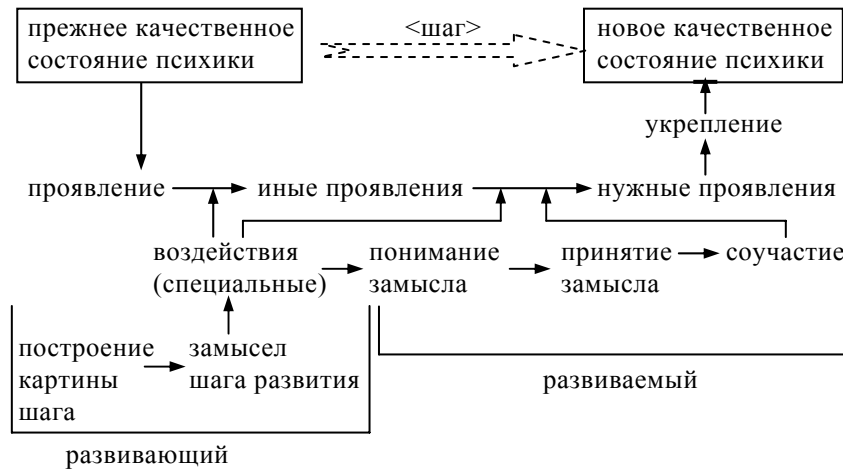 прежнее качественное
состояние психики
<шаг>
новое качественное
состояние психики
укрепление
проявление
иные проявления
нужные проявления
воздействия
(специальные)
понимание
замысла
принятие
замысла
соучастие
построение
картины
шага
замысел
шага развития
развиваемый
развивающий